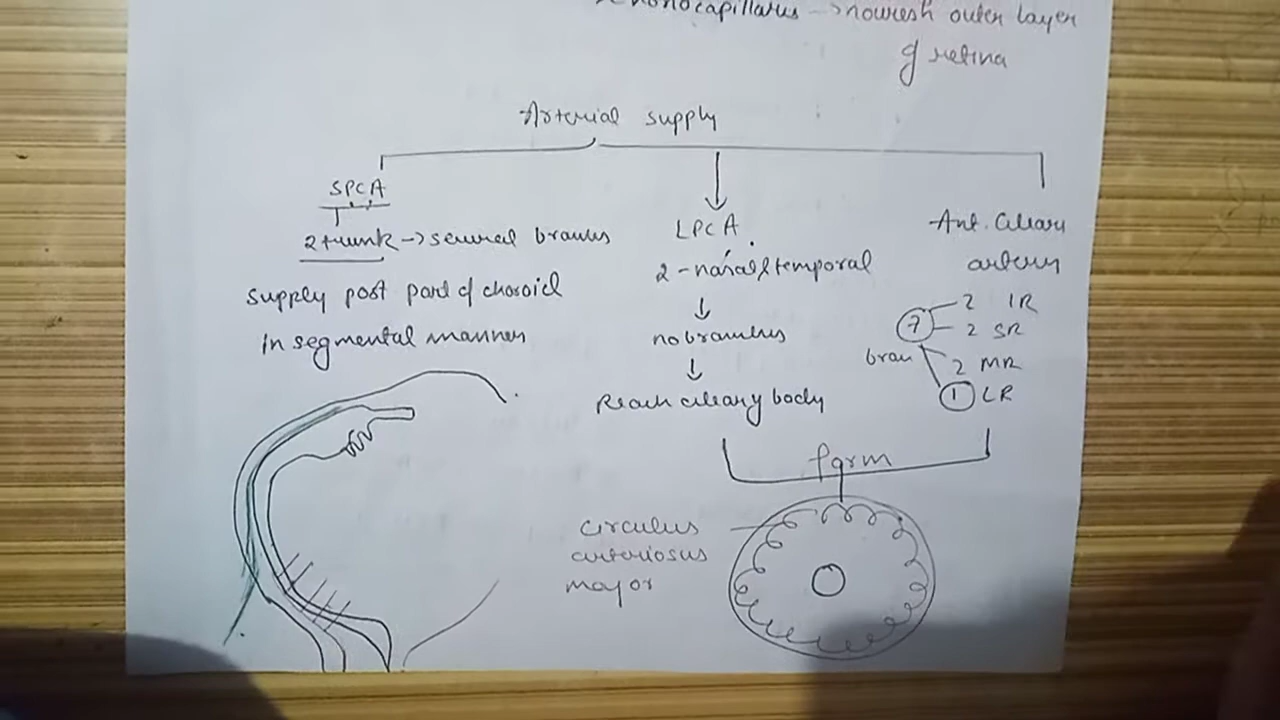 nourish outer layer
of retina
Arterial supply
SPCA
2 trunk → several branches
supply post part of choroid
in segmental manner
LPCA
2 - nasal & temporal
↓
no branches
↓
Reach ciliary body
Ant. ciliary
artery
7 2 IR
2 SR
bran 2 MR
1 LR
form
circulus
arteriosus
major